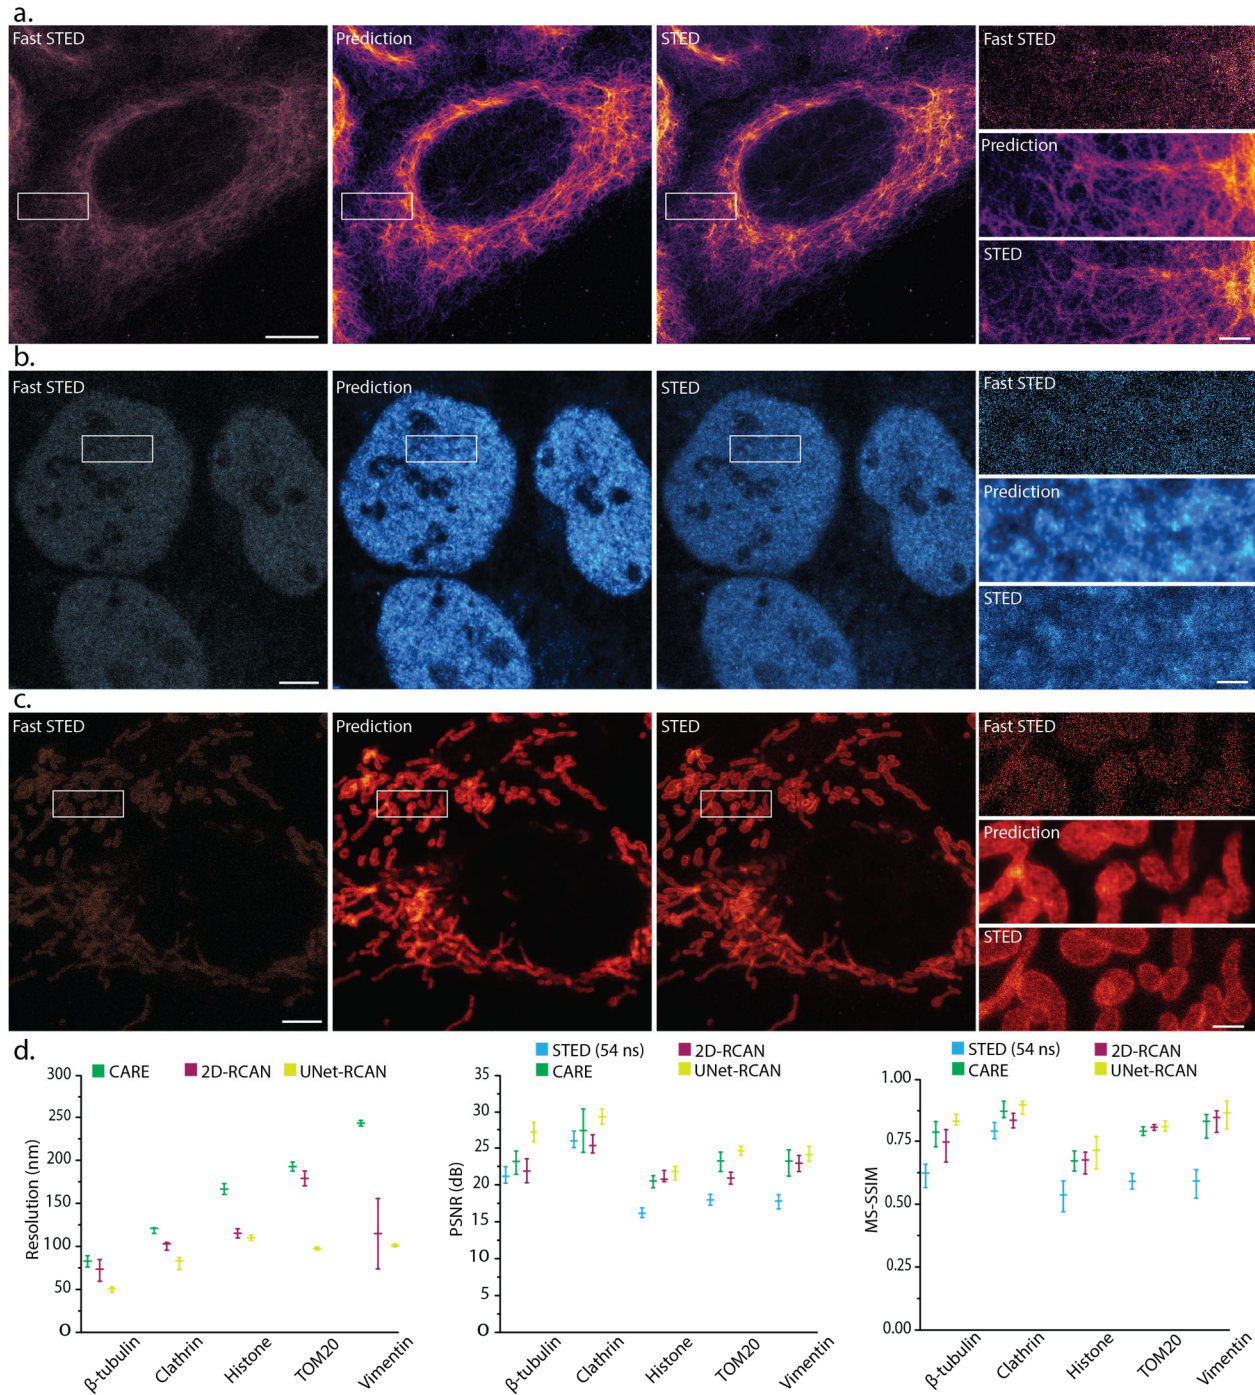 a.
Fast STED
Prediction
STED
Fast STED
Prediction
STED
b.
Fast STED
Prediction
STED
Fast STED
Prediction
STED
c.
Fast STED
Prediction
STED
Fast STED
Prediction
STED
d.
CARE 2D-RCAN UNet-RCAN
Resolution (nm)
300
250
200
150
100
50
0
β-tubulin
Clathrin
Histone
TOM20
Vimentin
STED (54 ns) 2D-RCAN
CARE UNet-RCAN
PSNR (dB)
35
30
25
20
15
10
5
0
β-tubulin
Clathrin
Histone
TOM20
Vimentin
STED (54 ns) 2D-RCAN
CARE UNet-RCAN
MS-SSIM
1.00
0.75
0.50
0.25
0.00
β-tubulin
Clathrin
Histone
TOM20
Vimentin